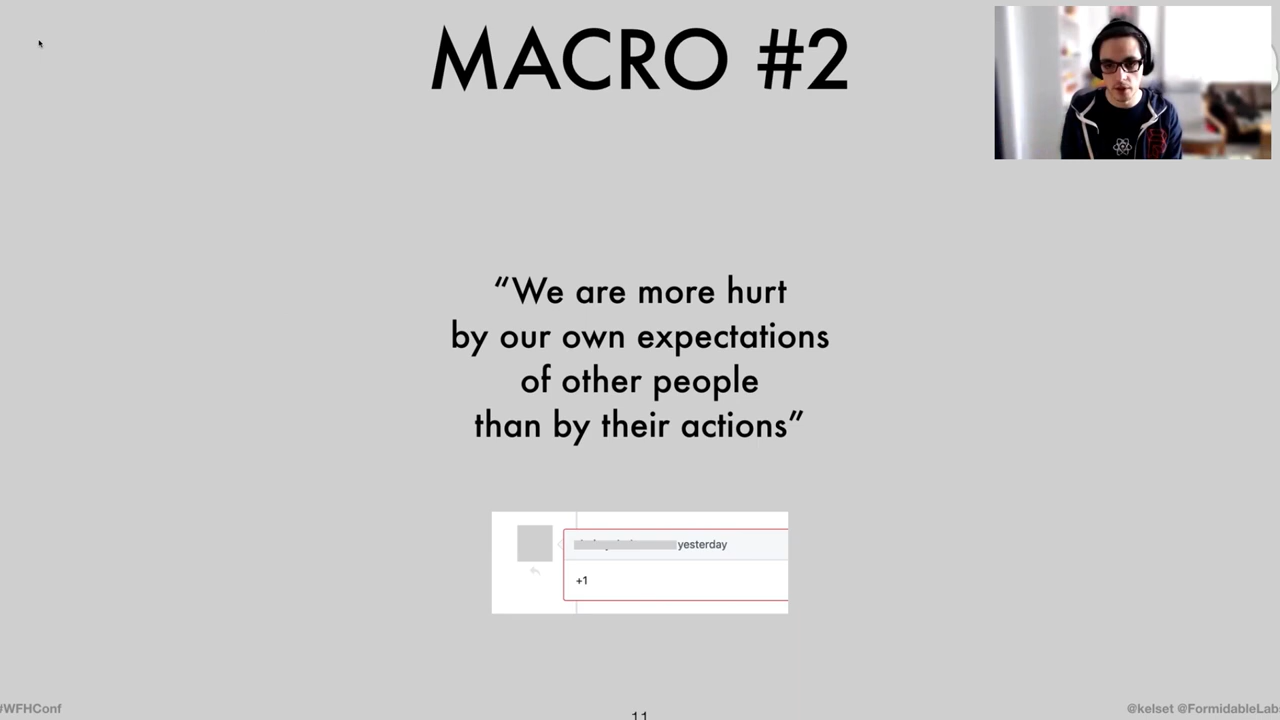 MACRO #2
“We are more hurt
by our own expectations
of other people
than by their actions”
yesterday
+1
#WFHConf
11
@kelset @FormidableLabs